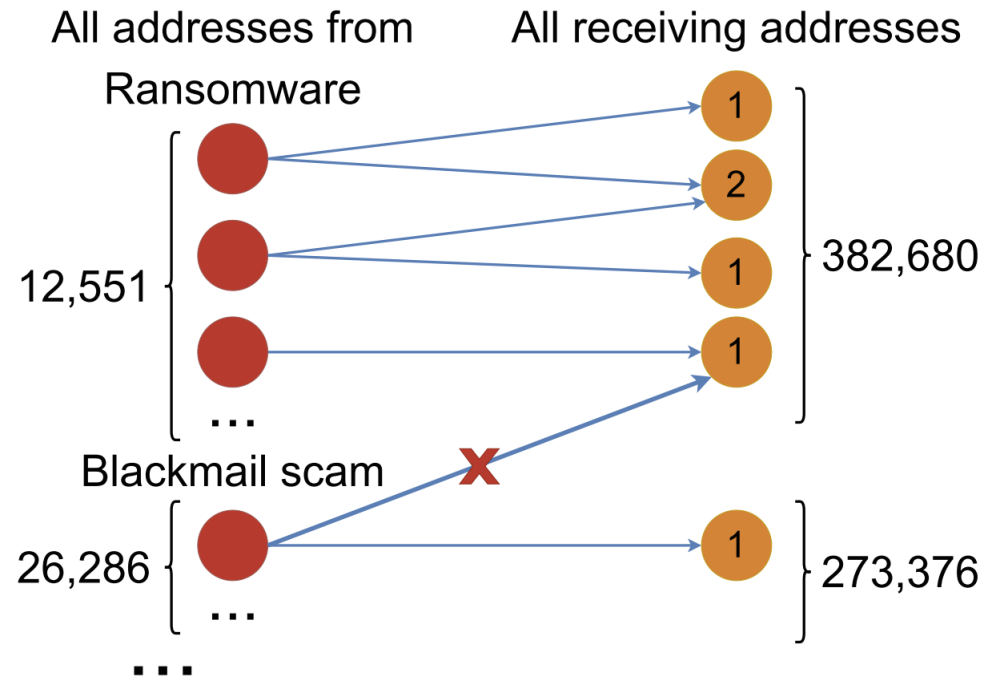 All addresses from
All receiving addresses
Ransomware
1
2
12,551
1
382,680
1
...
X
Blackmail scam
26,286
1
273,376
...
...